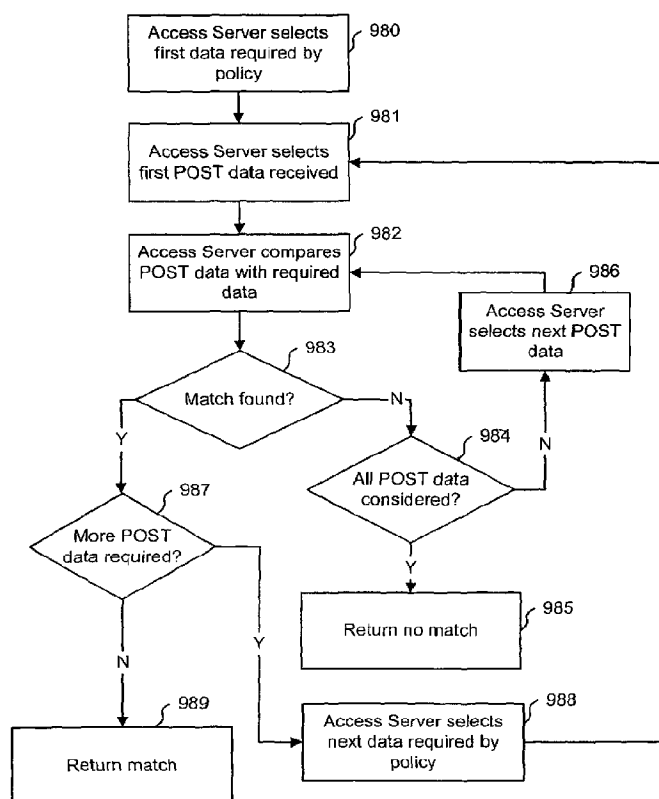 Access Server selects
first data required by
policy
980
981
Access Server selects
first POST data received
982
Access Server compares
POST data with required
data
986
Access Server
selects next POST
data
983
Match found?
N
Y
984
All POST data
considered?
N
987
More POST
data required?
Y
985
Return no match
Y
N
989
Return match
988
Access Server selects
next data required by
policy